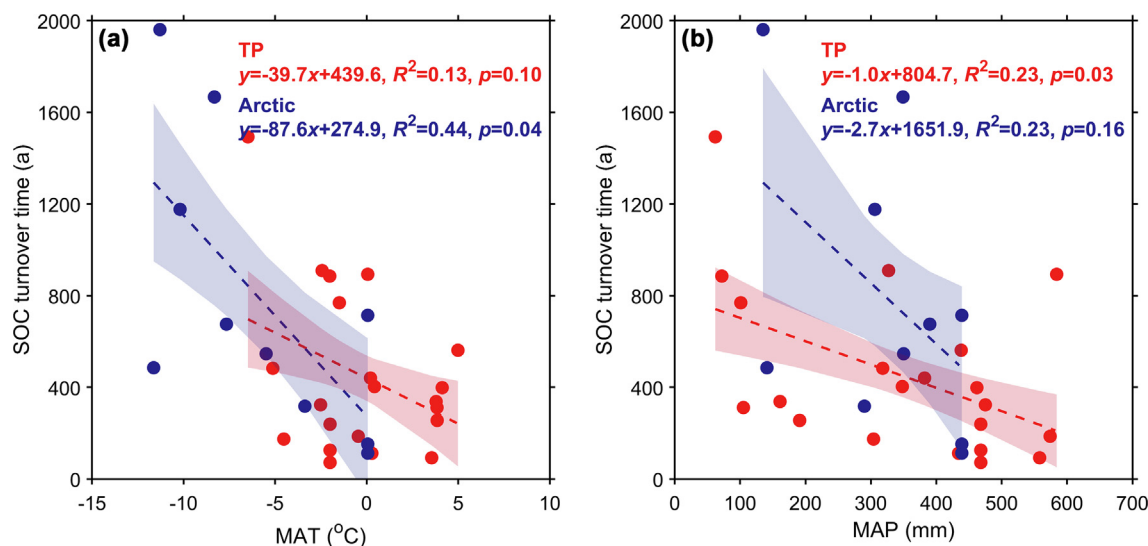 (a)
TP
y=-39.7x+439.6, R²=0.13, p=0.10
Arctic
y=-87.6x+274.9, R²=0.44, p=0.04
SOC turnover time (a)
2000
1600
1200
800
400
0
-15
-10
-5
0
5
10
MAT (°C)
(b)
TP
y=-1.0x+804.7, R²=0.23, p=0.03
Arctic
y=-2.7x+1651.9, R²=0.23, p=0.16
SOC turnover time (a)
2000
1600
1200
800
400
0
0
100
200
300
400
500
600
700
MAP (mm)